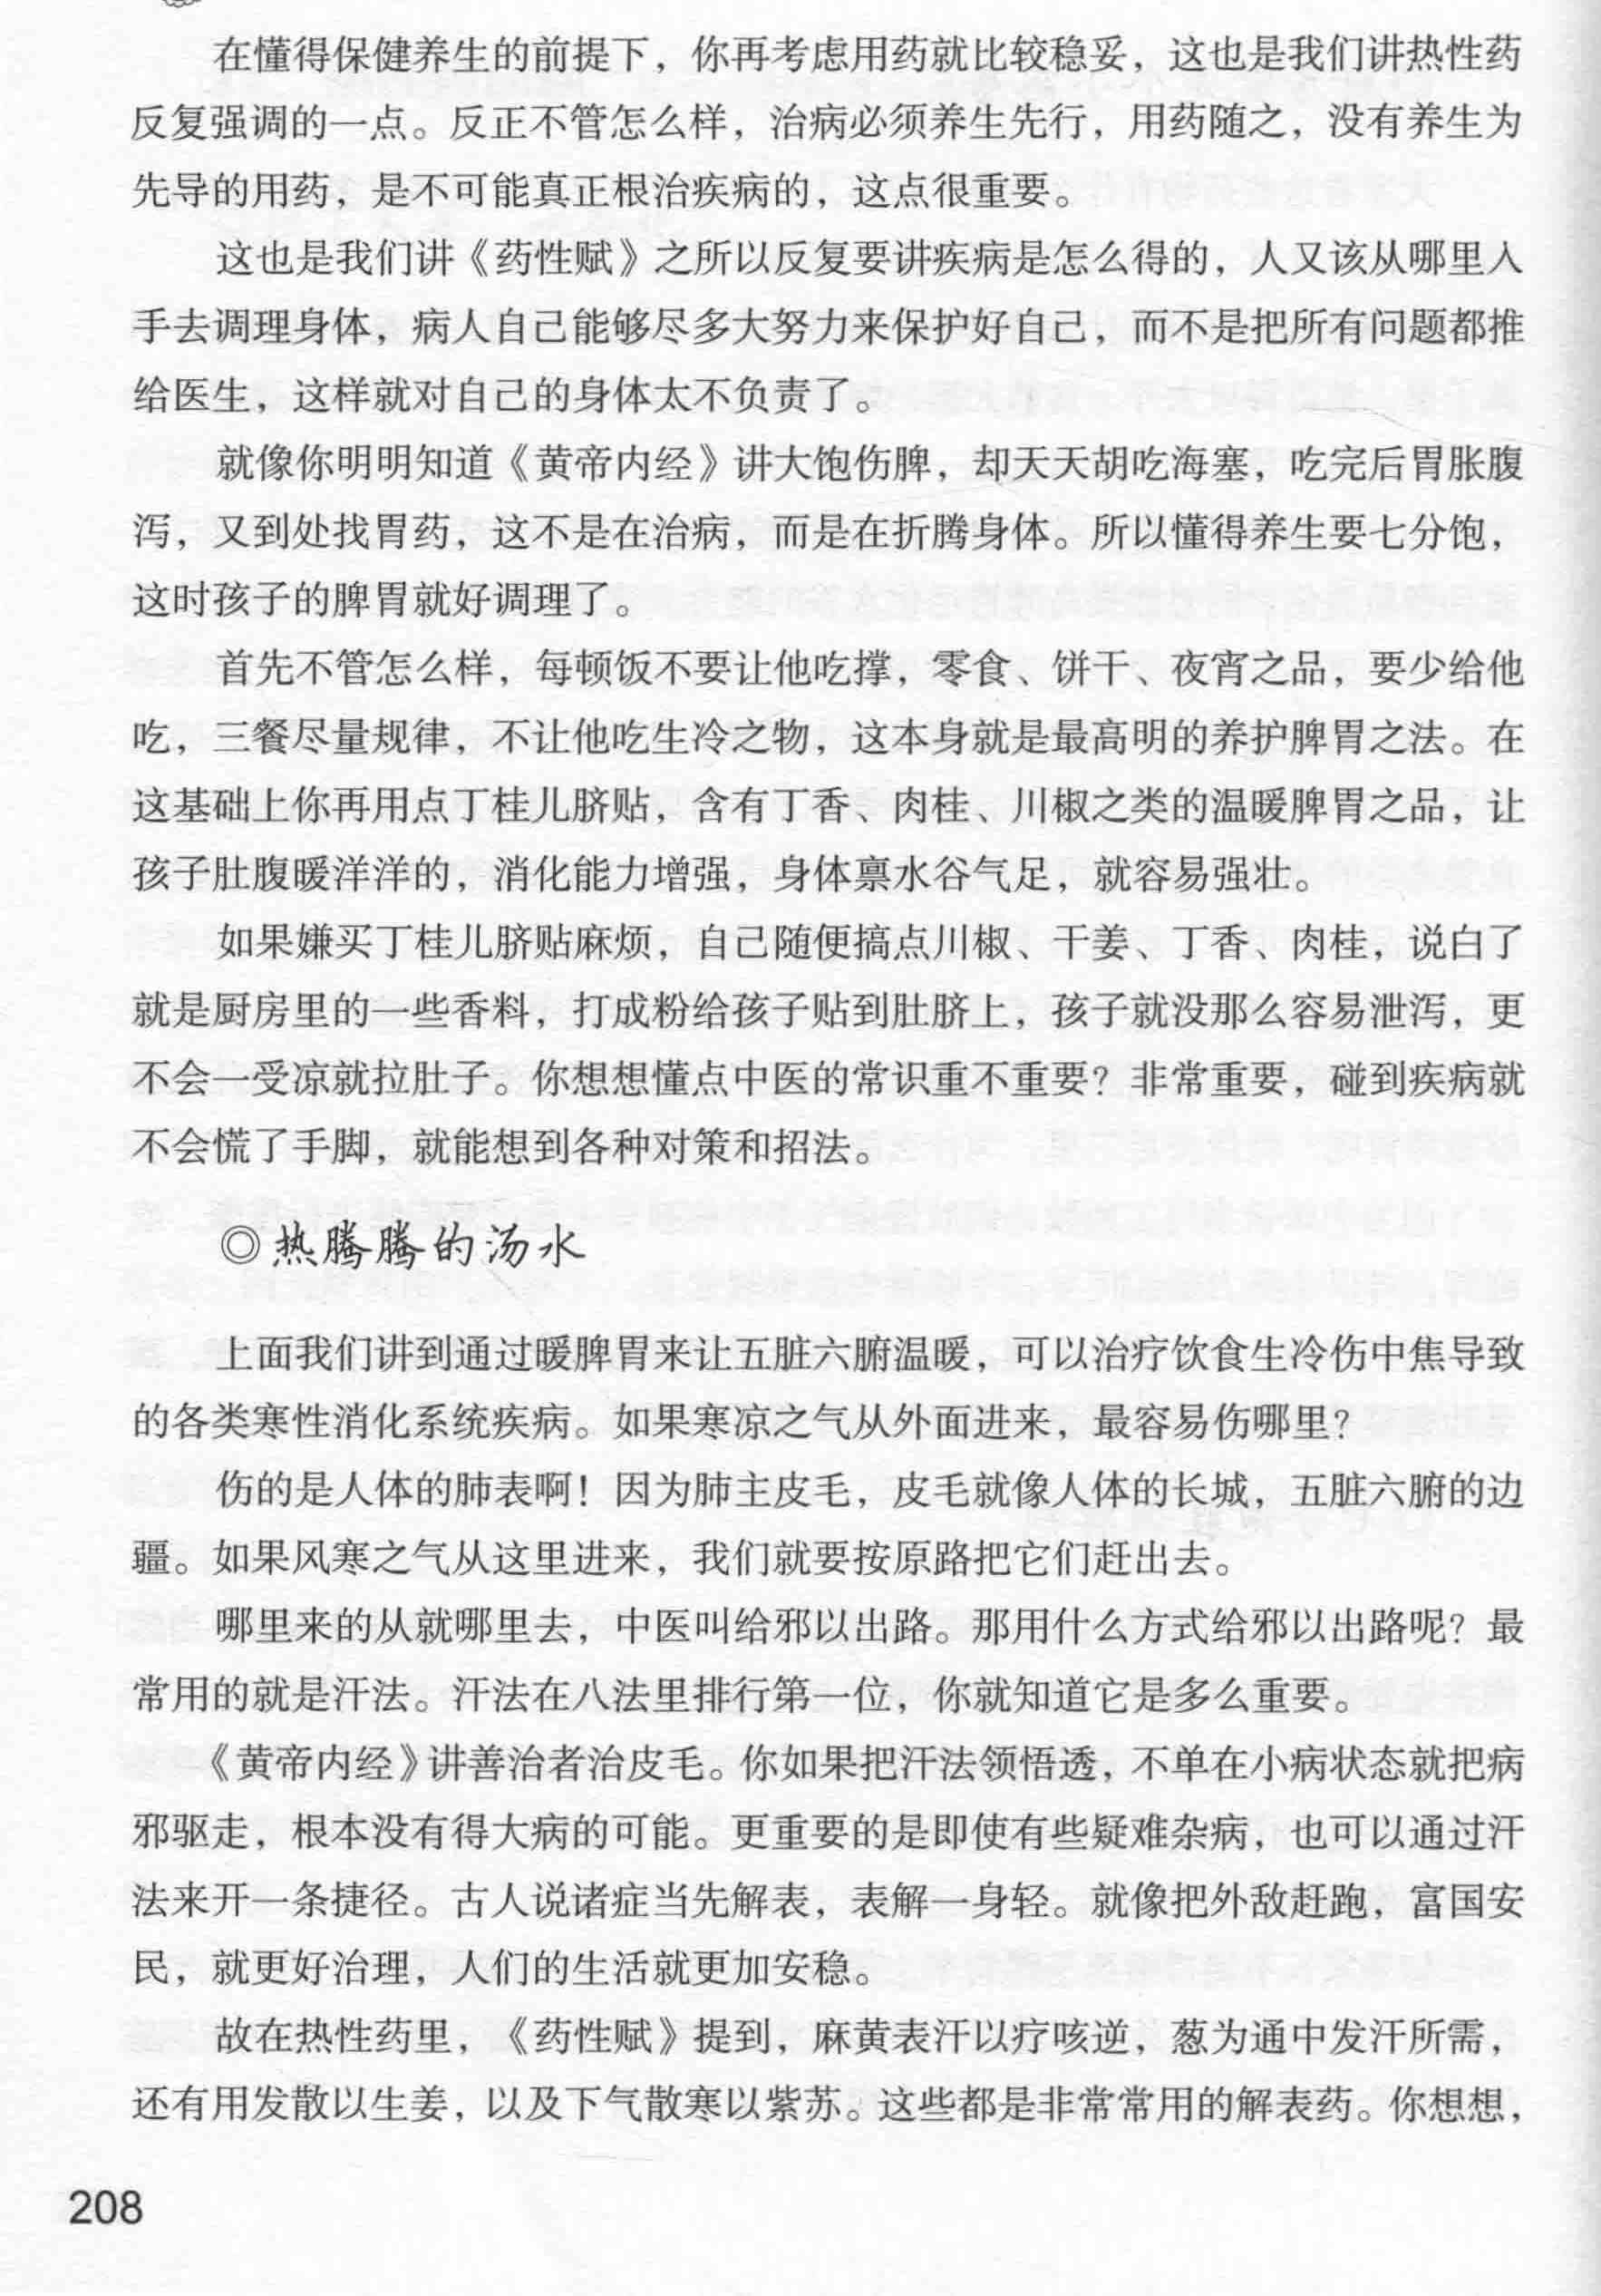 在懂得保健养生的前提下，你再考虑用药就比较稳妥，这也是我们讲热性药
反复强调的一点。反正不管怎么样，治病必须养生先行，用药随之，没有养生为
先导的用药，是不可能真正根治疾病的，这点很重要。
这也是我们讲《药性赋》之所以反复要讲疾病是怎么得的，人又该从哪里入
手去调理身体，病人自己能够尽多大努力来保护好自己，而不是把所有问题都推
给医生，这样就对自己的身体太不负责了。
就像你明明知道《黄帝内经》讲大饱伤脾，却天天胡吃海塞，吃完后胃胀腹
泻，又到处找胃药，这不是在治病，而是在折腾身体。所以懂得养生要七分饱，
这时孩子的脾胃就好调理了。
首先不管怎么样，每顿饭不要让他吃撑，零食、饼干、夜宵之品，要少给他
吃，三餐尽量规律，不让他吃生冷之物，这本身就是最高明的养护脾胃之法。在
这基础上你再用点丁桂儿脐贴，含有丁香、肉桂、川椒之类的温暖脾胃之品，让
孩子肚腹暖洋洋的，消化能力增强，身体禀水谷气足，就容易强壮。
如果嫌买丁桂儿脐贴麻烦，自己随便搞点川椒、干姜、丁香、肉桂，说白了
就是厨房里的一些香料，打成粉给孩子贴到肚脐上，孩子就没那么容易泄泻，更
不会一受凉就拉肚子。你想想懂点中医的常识重不重要？非常重要，碰到疾病就
不会慌了手脚，就能想到各种对策和招法。
◎热腾腾的汤水
上面我们讲到通过暖脾胃来让五脏六腑温暖，可以治疗饮食生冷伤中焦导致
的各类寒性消化系统疾病。如果寒凉之气从外面进来，最容易伤哪里？
伤的是人体的肺表啊！因为肺主皮毛，皮毛就像人体的长城，五脏六腑的边
疆。如果风寒之气从这里进来，我们就要按原路把它们赶出去。
哪里来的从就哪里去，中医叫给邪以出路。那用什么方式给邪以出路呢？最
常用的就是汗法。汗法在八法里排行第一位，你就知道它是多么重要。
《黄帝内经》讲善治者治皮毛。你如果把汗法领悟透，不单在小病状态就把病
邪驱走，根本没有得大病的可能。更重要的是即使有些疑难杂病，也可以通过汗
法来开一条捷径。古人说诸症当先解表，表解一身轻。就像把外敌赶跑，富国安
民，就更好治理，人们的生活就更加安稳。
故在热性药里，《药性赋》提到，麻黄表汗以疗咳逆，葱为通中发汗所需，
还有用发散以生姜，以及下气散寒以紫苏。这些都是非常常用的解表药。你想想，
208